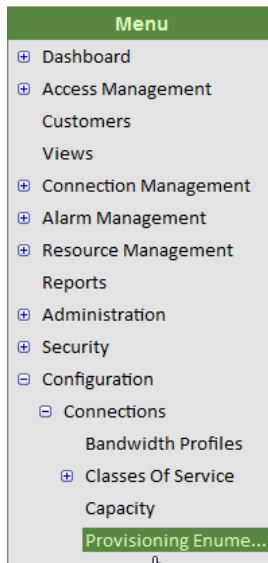 Menu
Dashboard
Access Management
Customers
Views
Connection Management
Alarm Management
Resource Management
Reports
Administration
Security
Configuration
Connections
Bandwidth Profiles
Classes Of Service
Capacity
Provisioning Enume...